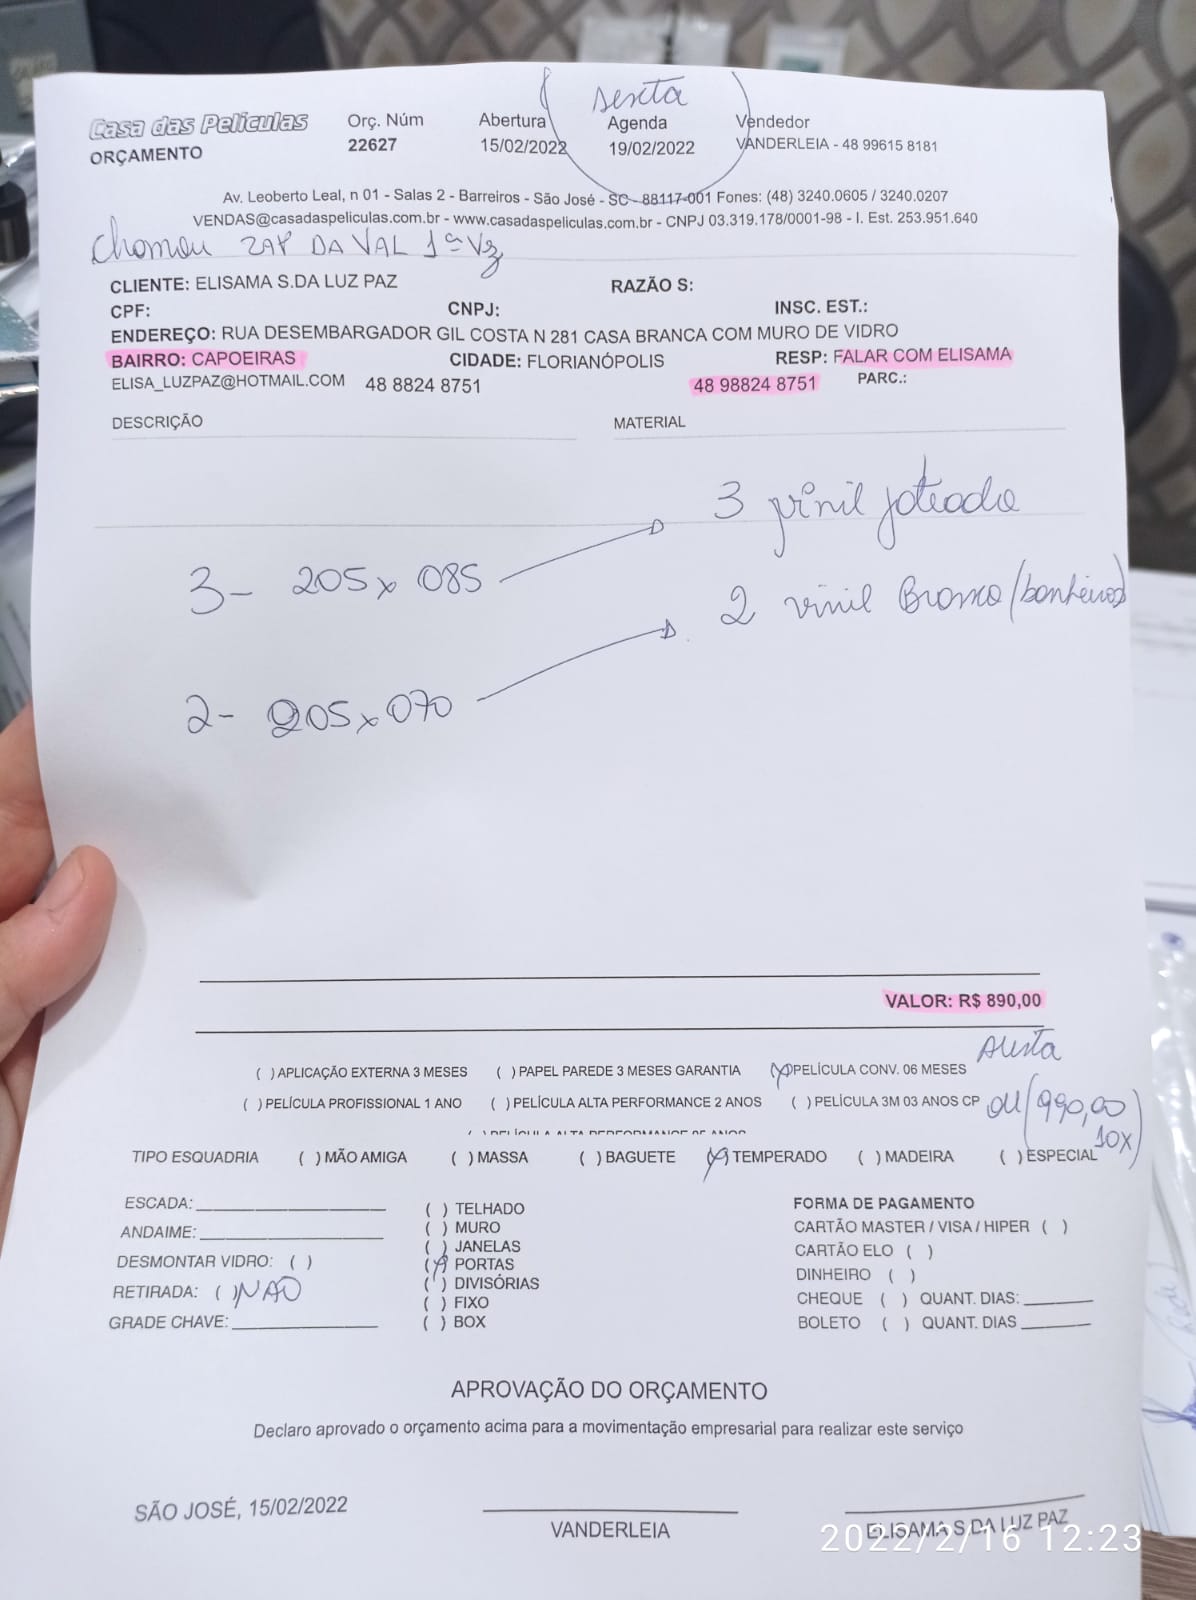 sexta
Casa das Películas Orç. Núm Abertura Agenda Vendedor
ORÇAMENTO 22627 15/02/2022 19/02/2022 VANDERLEIA - 48 99615 8181
Av. Leoberto Leal, n 01 - Salas 2 - Barreiros - São José - SC - 88117-001 Fones: (48) 3240.0605 / 3240.0207
VENDAS@casadaspeliculas.com.br - www.casadaspeliculas.com.br - CNPJ 03.319.178/0001-98 - I. Est. 253.951.640
Chamou ZAP DA VAL 1ª Vz
CLIENTE: ELISAMA S.DA LUZ PAZ RAZÃO S:
CPF: CNPJ: INSC. EST.:
ENDEREÇO: RUA DESEMBARGADOR GIL COSTA N 281 CASA BRANCA COM MURO DE VIDRO
BAIRRO: CAPOEIRAS CIDADE: FLORIANÓPOLIS RESP: FALAR COM ELISAMA
ELISA_LUZPAZ@HOTMAIL.COM 48 8824 8751 48 98824 8751 PARC.:
DESCRIÇÃO MATERIAL
3 vinil jateado
3- 205x085
2 vinil Branco (banheiros)
2- 205x070
VALOR: R$ 890,00
avista
( ) APLICAÇÃO EXTERNA 3 MESES ( ) PAPEL PAREDE 3 MESES GARANTIA (X) PELÍCULA CONV. 06 MESES
( ) PELÍCULA PROFISSIONAL 1 ANO ( ) PELÍCULA ALTA PERFORMANCE 2 ANOS ( ) PELÍCULA 3M 03 ANOS CP ou (990,00
10x)
( ) PELÍCULA ALTA PERFORMANCE 05 ANOS
TIPO ESQUADRIA ( ) MÃO AMIGA ( ) MASSA ( ) BAGUETE (X) TEMPERADO ( ) MADEIRA ( ) ESPECIAL
ESCADA: ( ) TELHADO FORMA DE PAGAMENTO
ANDAIME: ( ) MURO CARTÃO MASTER / VISA / HIPER ( )
( ) JANELAS CARTÃO ELO ( )
DESMONTAR VIDRO: ( ) (X) PORTAS DINHEIRO ( )
RETIRADA: ( ) NÃO ( ) DIVISÓRIAS
( ) FIXO CHEQUE ( ) QUANT. DIAS:
GRADE CHAVE: ( ) BOX BOLETO ( ) QUANT. DIAS
APROVAÇÃO DO ORÇAMENTO
Declaro aprovado o orçamento acima para a movimentação empresarial para realizar este serviço
SÃO JOSÉ, 15/02/2022
VANDERLEIA ELISAMA S.DA LUZ PAZ
2022/2/16 12:23